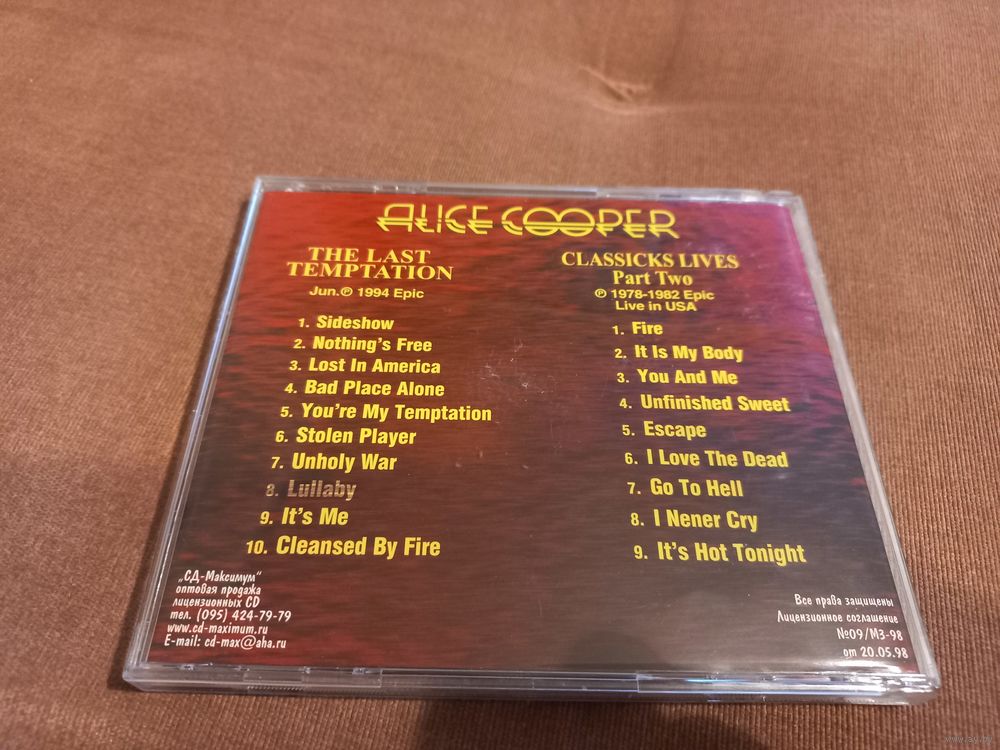 ALICE COOPER
THE LAST
TEMPTATION
Jun.℗ 1994 Epic
1. Sideshow
2. Nothing's Free
3. Lost In America
4. Bad Place Alone
5. You're My Temptation
6. Stolen Player
7. Unholy War
8. Lullaby
9. It's Me
10. Cleansed By Fire
„СД-Максимум"
оптовая продажа
лицензионных CD
тел. (095) 424-79-79
www.cd-maximum.ru
E-mail: cd-max@aha.ru
CLASSICKS LIVES
Part Two
℗ 1978-1982 Epic
Live in USA
1. Fire
2. It Is My Body
3. You And Me
4. Unfinished Sweet
5. Escape
6. I Love The Dead
7. Go To Hell
8. I Nener Cry
9. It's Hot Tonight
Все права защищены
Лицензионное соглашение
№09/МЗ-98
от 20.05.98